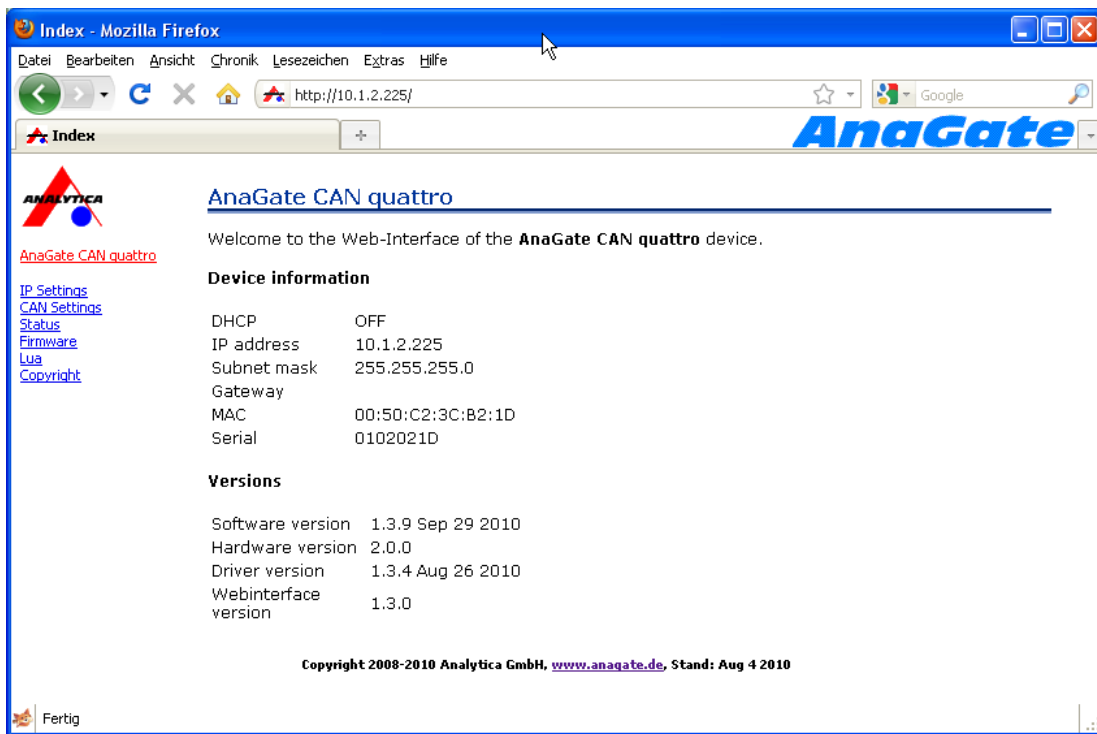 Index - Mozilla Firefox
Datei Bearbeiten Ansicht Chronik Lesezeichen Extras Hilfe
http://10.1.2.225/
Google
Index
AnaGate
ANALYTICA
AnaGate CAN quattro
IP Settings
CAN Settings
Status
Firmware
Lua
Copyright
AnaGate CAN quattro
Welcome to the Web-Interface of the AnaGate CAN quattro device.
Device information
DHCP OFF
IP address 10.1.2.225
Subnet mask 255.255.255.0
Gateway
MAC 00:50:C2:3C:B2:1D
Serial 0102021D
Versions
Software version 1.3.9 Sep 29 2010
Hardware version 2.0.0
Driver version 1.3.4 Aug 26 2010
Webinterface
version 1.3.0
Copyright 2008-2010 Analytica GmbH, www.anagate.de, Stand: Aug 4 2010
Fertig